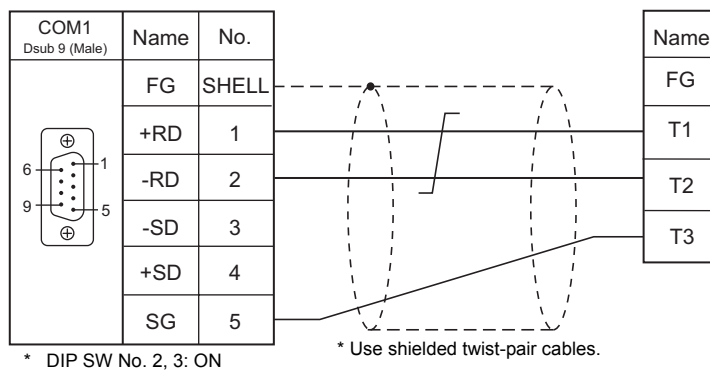 COM1
Dsub 9 (Male)
Name No.
FG SHELL
+RD 1
-RD 2
-SD 3
+SD 4
SG 5
6
1
9
5
* DIP SW No. 2, 3: ON
* Use shielded twist-pair cables.
Name
FG
T1
T2
T3